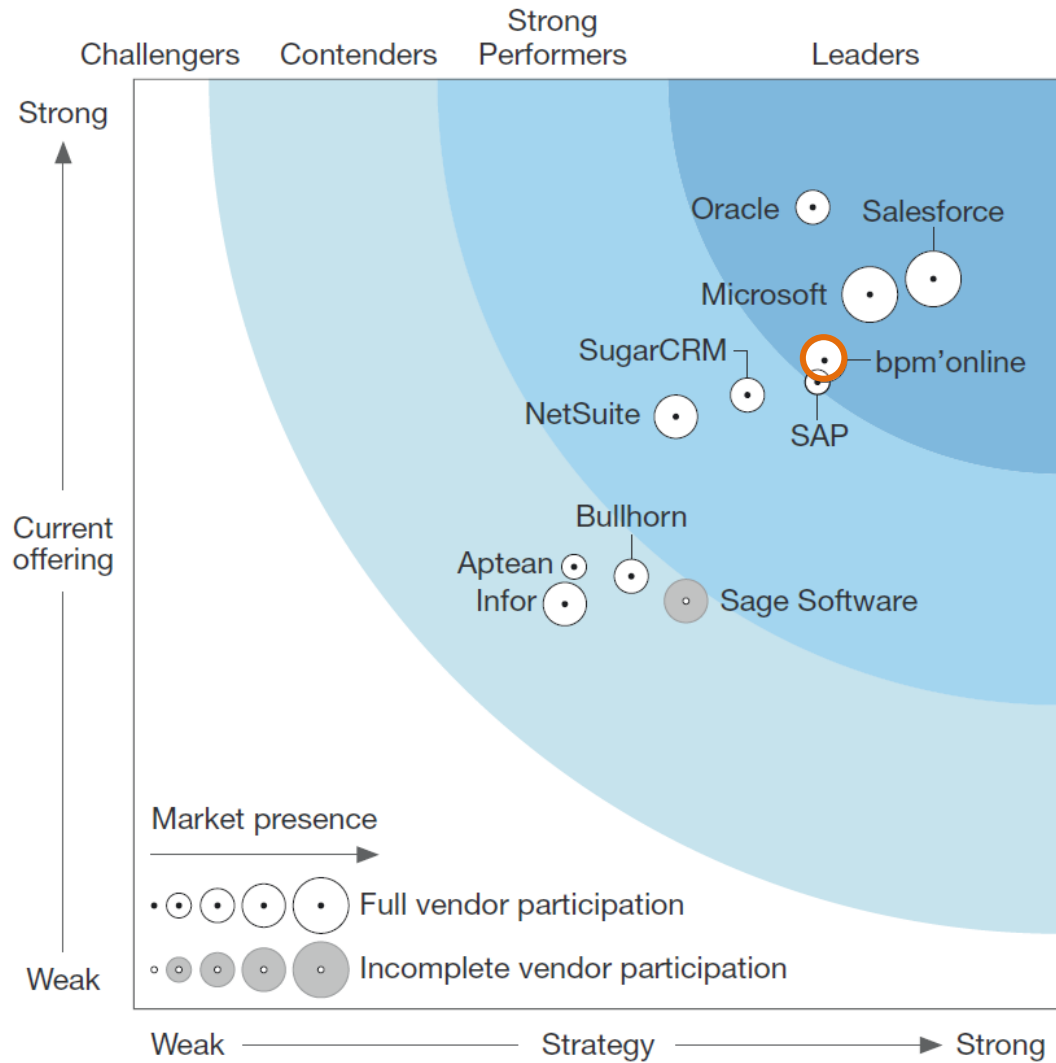 Strong
Challengers Contenders Performers Leaders
Strong
Oracle
Salesforce
Microsoft
SugarCRM
bpm’online
NetSuite
SAP
Current
offering
Bullhorn
Aptean
Infor
Sage Software
Market presence
Full vendor participation
Incomplete vendor participation
Weak
Weak Strategy Strong